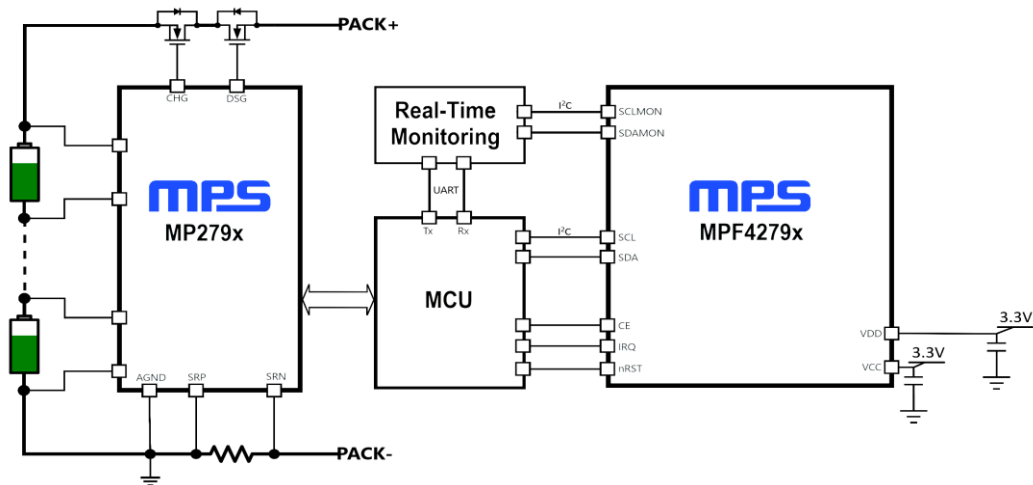 PACK+
CHG
DSG
Real-Time
Monitoring
I²C
SCLMON
SDAMON
UART
MPS
MP279x
MPS
MPF4279x
Tx
Rx
I²C
SCL
SDA
MCU
CE
IRQ
nRST
VDD
3.3V
VCC
3.3V
AGND
SRP
SRN
PACK-